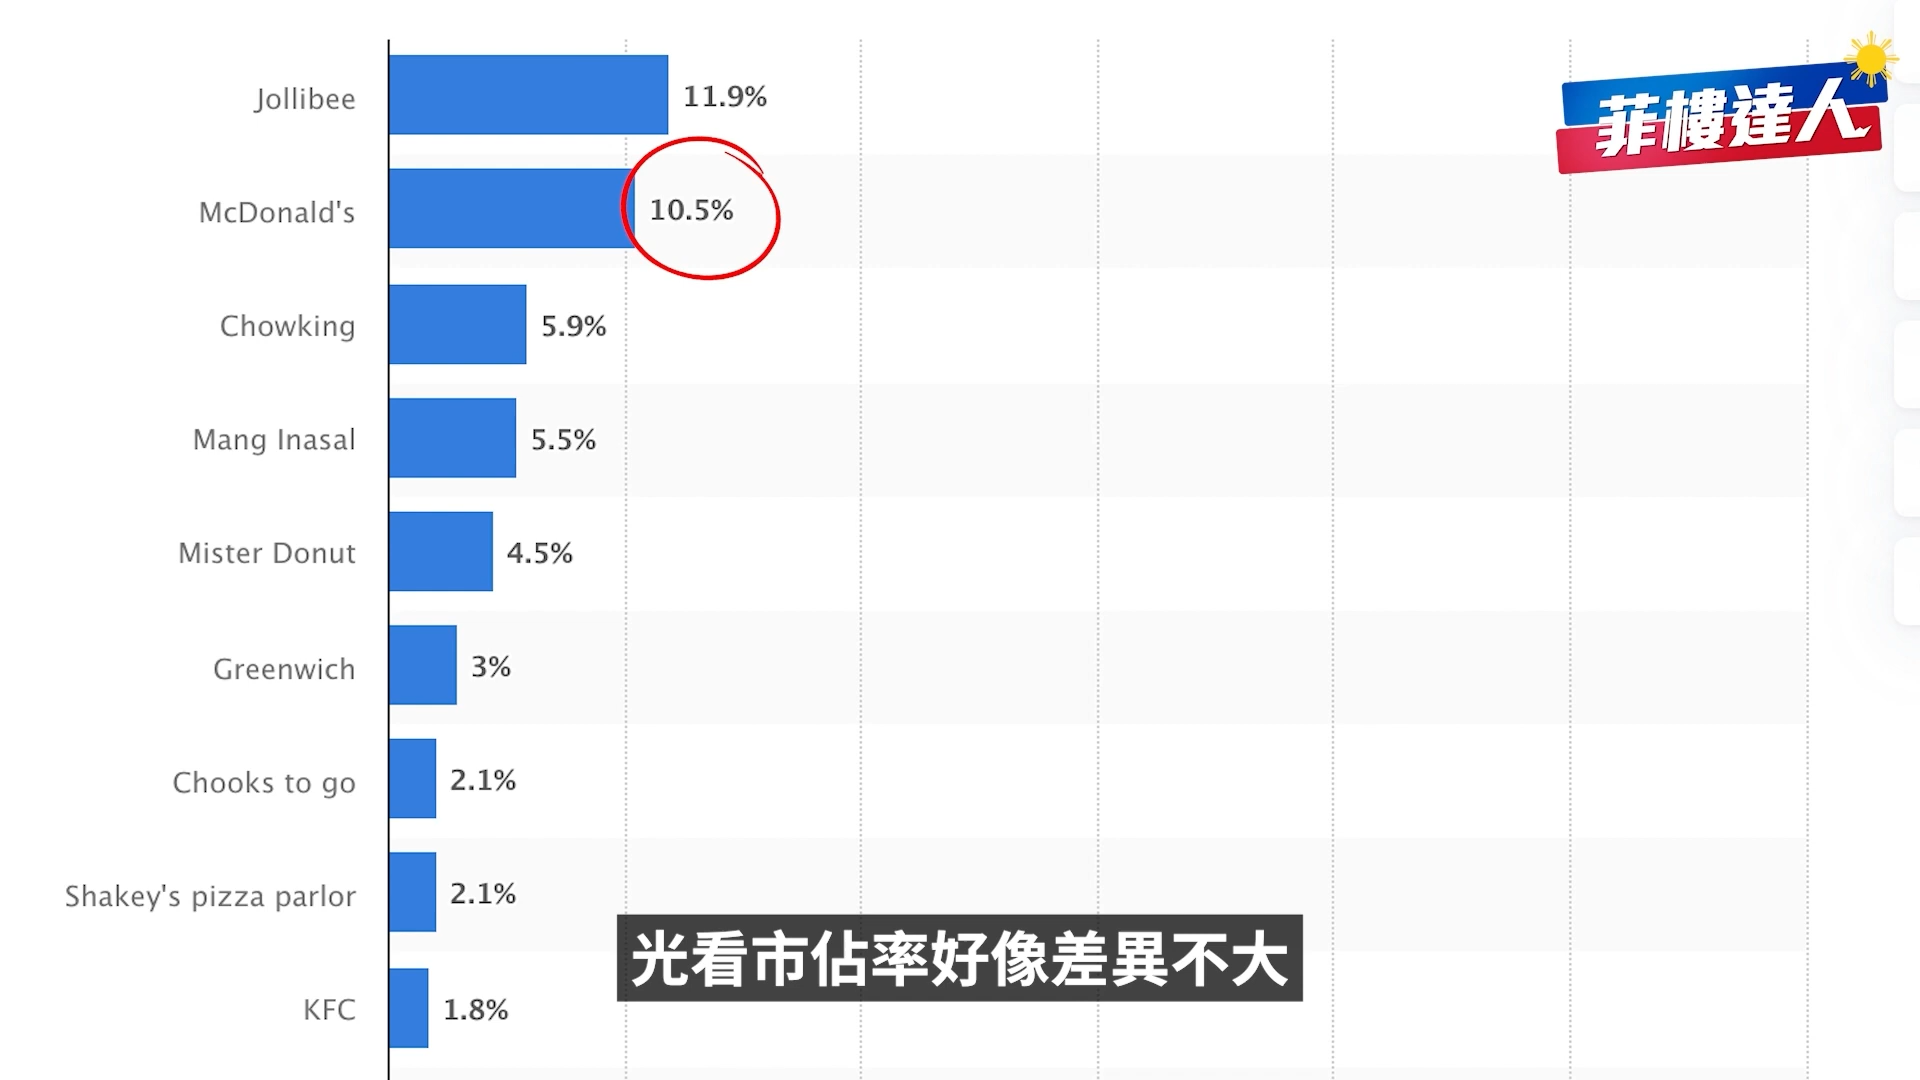 Jollibee 11.9%
McDonald's 10.5%
Chowking 5.9%
Mang Inasal 5.5%
Mister Donut 4.5%
Greenwich 3%
Chooks to go 2.1%
Shakey's pizza parlor 2.1%
KFC 1.8%
菲樓達人
光看市佔率好像差異不大